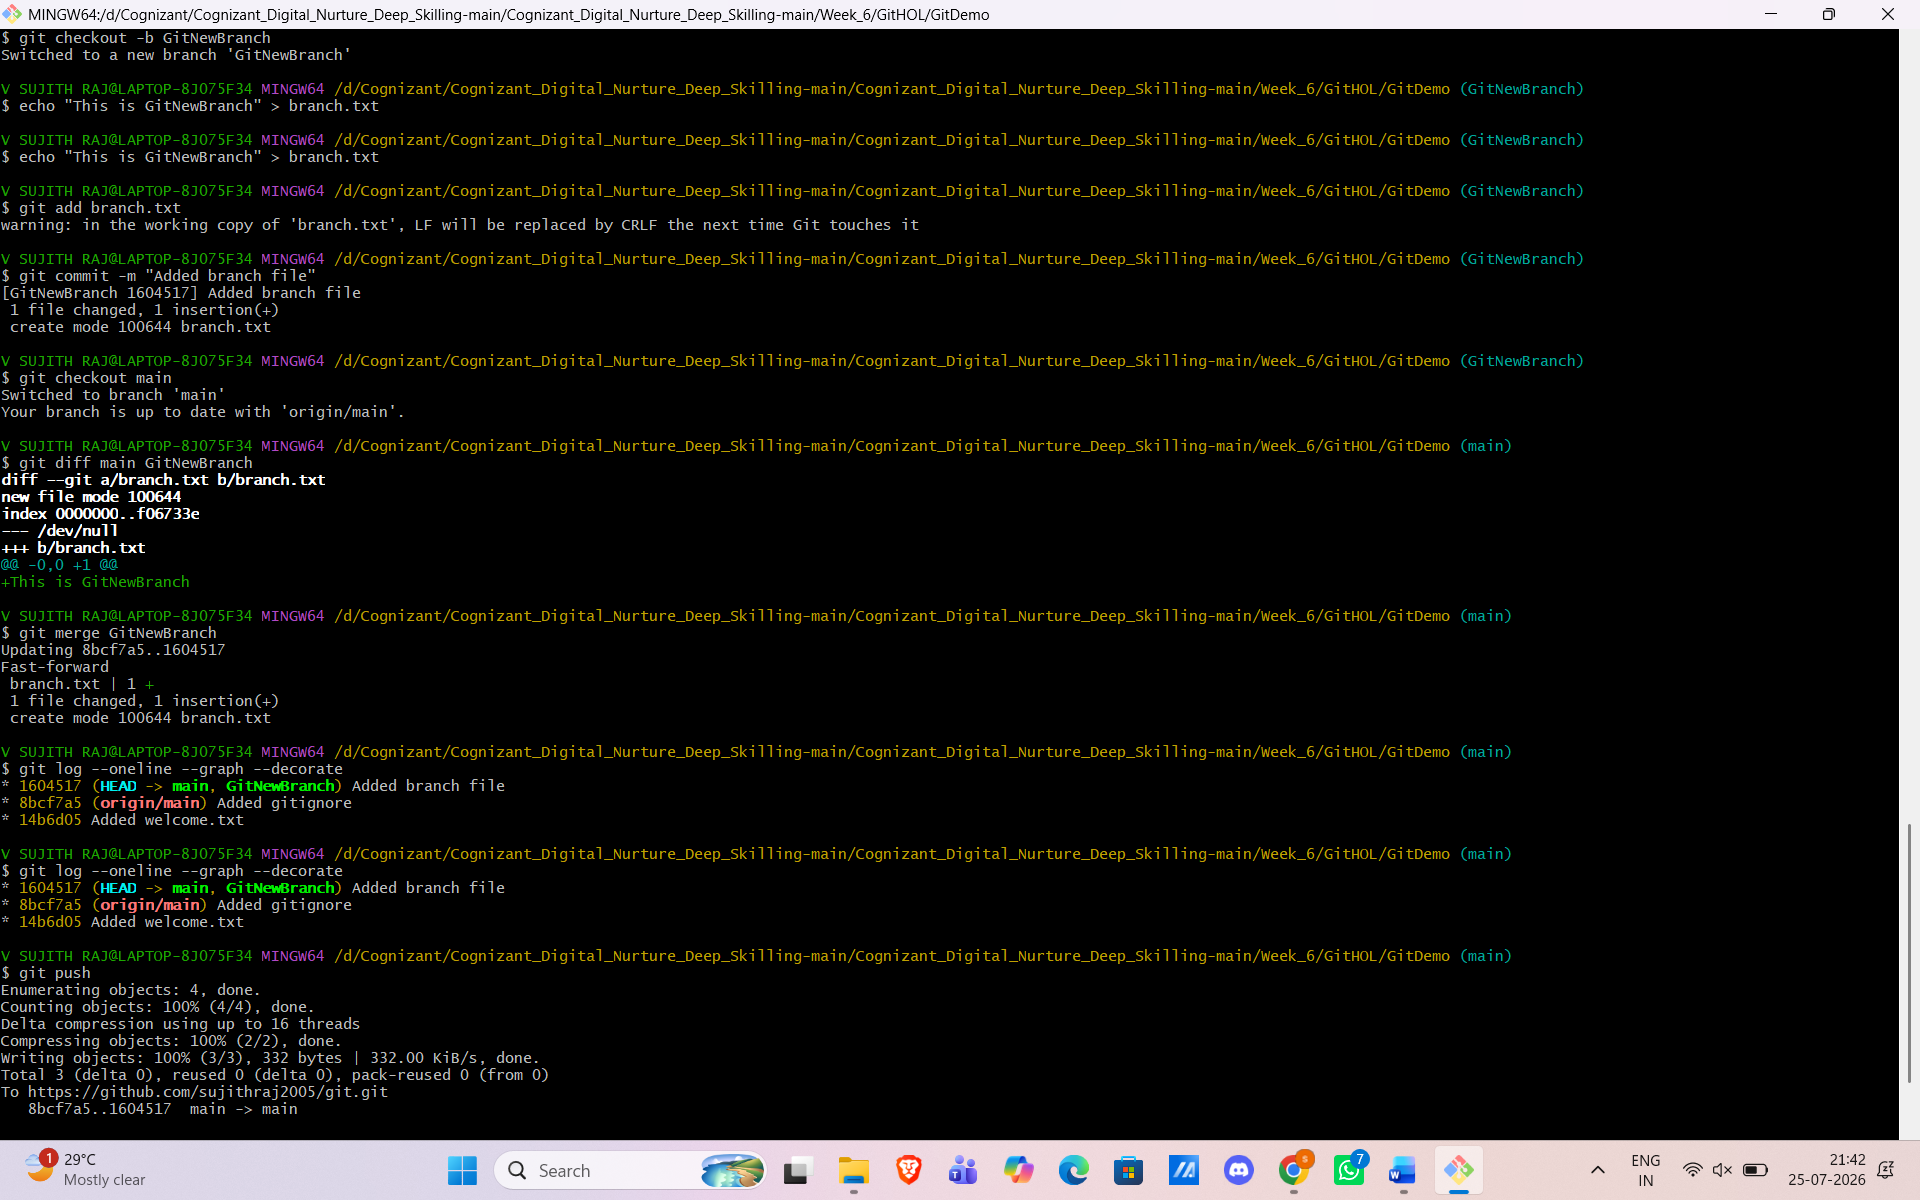 MINGW64:/d/Cognizant/Cognizant_Digital_Nurture_Deep_Skilling-main/Cognizant_Digital_Nurture_Deep_Skilling-main/Week_6/GitHOL/GitDemo
$ git checkout -b GitNewBranch
Switched to a new branch 'GitNewBranch'
V SUJITH RAJ@LAPTOP-8JO75F34 MINGW64 /d/Cognizant/Cognizant_Digital_Nurture_Deep_Skilling-main/Cognizant_Digital_Nurture_Deep_Skilling-main/Week_6/GitHOL/GitDemo (GitNewBranch)
$ echo "This is GitNewBranch" > branch.txt
V SUJITH RAJ@LAPTOP-8JO75F34 MINGW64 /d/Cognizant/Cognizant_Digital_Nurture_Deep_Skilling-main/Cognizant_Digital_Nurture_Deep_Skilling-main/Week_6/GitHOL/GitDemo (GitNewBranch)
$ echo "This is GitNewBranch" > branch.txt
V SUJITH RAJ@LAPTOP-8JO75F34 MINGW64 /d/Cognizant/Cognizant_Digital_Nurture_Deep_Skilling-main/Cognizant_Digital_Nurture_Deep_Skilling-main/Week_6/GitHOL/GitDemo (GitNewBranch)
$ git add branch.txt
warning: in the working copy of 'branch.txt', LF will be replaced by CRLF the next time Git touches it
V SUJITH RAJ@LAPTOP-8JO75F34 MINGW64 /d/Cognizant/Cognizant_Digital_Nurture_Deep_Skilling-main/Cognizant_Digital_Nurture_Deep_Skilling-main/Week_6/GitHOL/GitDemo (GitNewBranch)
$ git commit -m "Added branch file"
[GitNewBranch 1604517] Added branch file
 1 file changed, 1 insertion(+)
 create mode 100644 branch.txt
V SUJITH RAJ@LAPTOP-8JO75F34 MINGW64 /d/Cognizant/Cognizant_Digital_Nurture_Deep_Skilling-main/Cognizant_Digital_Nurture_Deep_Skilling-main/Week_6/GitHOL/GitDemo (GitNewBranch)
$ git checkout main
Switched to branch 'main'
Your branch is up to date with 'origin/main'.
V SUJITH RAJ@LAPTOP-8JO75F34 MINGW64 /d/Cognizant/Cognizant_Digital_Nurture_Deep_Skilling-main/Cognizant_Digital_Nurture_Deep_Skilling-main/Week_6/GitHOL/GitDemo (main)
$ git diff main GitNewBranch
diff --git a/branch.txt b/branch.txt
new file mode 100644
index 0000000..f06733e
--- /dev/null
+++ b/branch.txt
@@ -0,0 +1 @@
+This is GitNewBranch
V SUJITH RAJ@LAPTOP-8JO75F34 MINGW64 /d/Cognizant/Cognizant_Digital_Nurture_Deep_Skilling-main/Cognizant_Digital_Nurture_Deep_Skilling-main/Week_6/GitHOL/GitDemo (main)
$ git merge GitNewBranch
Updating 8bcf7a5..1604517
Fast-forward
 branch.txt | 1 +
 1 file changed, 1 insertion(+)
 create mode 100644 branch.txt
V SUJITH RAJ@LAPTOP-8JO75F34 MINGW64 /d/Cognizant/Cognizant_Digital_Nurture_Deep_Skilling-main/Cognizant_Digital_Nurture_Deep_Skilling-main/Week_6/GitHOL/GitDemo (main)
$ git log --oneline --graph --decorate
* 1604517 (HEAD -> main, GitNewBranch) Added branch file
* 8bcf7a5 (origin/main) Added gitignore
* 14b6d05 Added welcome.txt
V SUJITH RAJ@LAPTOP-8JO75F34 MINGW64 /d/Cognizant/Cognizant_Digital_Nurture_Deep_Skilling-main/Cognizant_Digital_Nurture_Deep_Skilling-main/Week_6/GitHOL/GitDemo (main)
$ git log --oneline --graph --decorate
* 1604517 (HEAD -> main, GitNewBranch) Added branch file
* 8bcf7a5 (origin/main) Added gitignore
* 14b6d05 Added welcome.txt
V SUJITH RAJ@LAPTOP-8JO75F34 MINGW64 /d/Cognizant/Cognizant_Digital_Nurture_Deep_Skilling-main/Cognizant_Digital_Nurture_Deep_Skilling-main/Week_6/GitHOL/GitDemo (main)
$ git push
Enumerating objects: 4, done.
Counting objects: 100% (4/4), done.
Delta compression using up to 16 threads
Compressing objects: 100% (2/2), done.
Writing objects: 100% (3/3), 332 bytes | 332.00 KiB/s, done.
Total 3 (delta 0), reused 0 (delta 0), pack-reused 0 (from 0)
To https://github.com/sujithraj2005/git.git
   8bcf7a5..1604517  main -> main
1
29°C
Mostly clear
Search
7
ENG
IN
21:42
25-07-2026